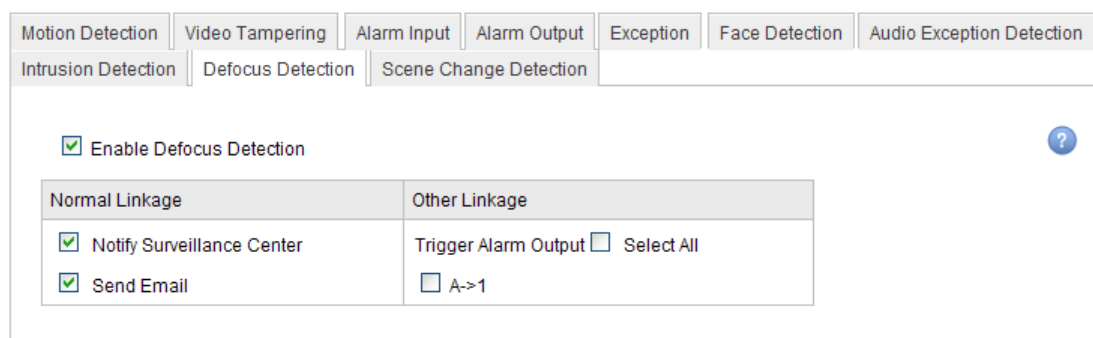 Motion Detection Video Tampering Alarm Input Alarm Output Exception Face Detection Audio Exception Detection
Intrusion Detection Defocus Detection Scene Change Detection
Enable Defocus Detection
?
Normal Linkage Other Linkage
Notify Surveillance Center Trigger Alarm Output Select All
Send Email A->1